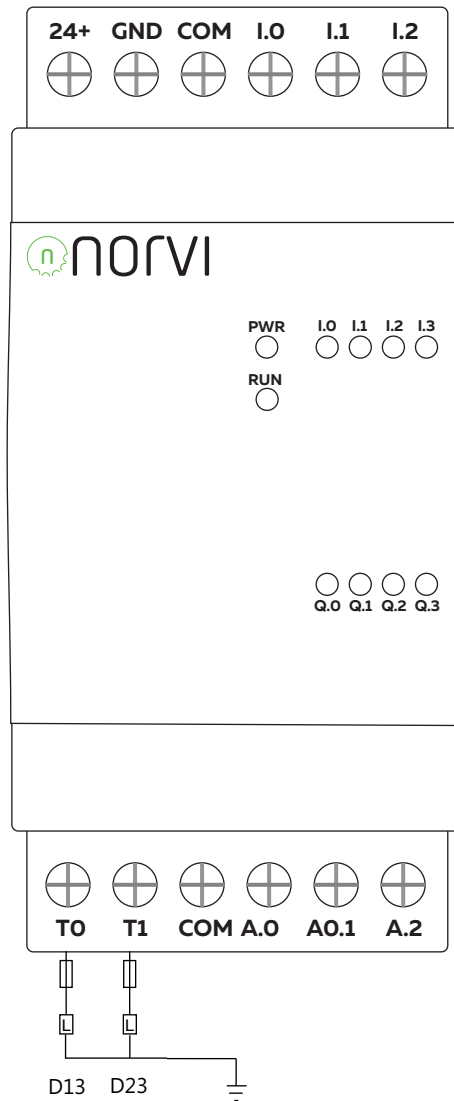 24+ GND COM I.0 I.1 I.2
n norvi
PWR I.0 I.1 I.2 I.3
RUN
Q.0 Q.1 Q.2 Q.3
T0 T1 COM A.0 A0.1 A.2
L L
D13 D23